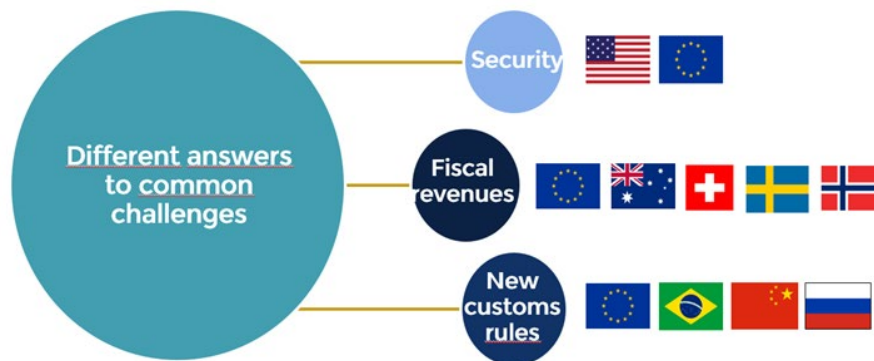 Different answers
to common
challenges
Security
Fiscal
revenues
New
customs
rules